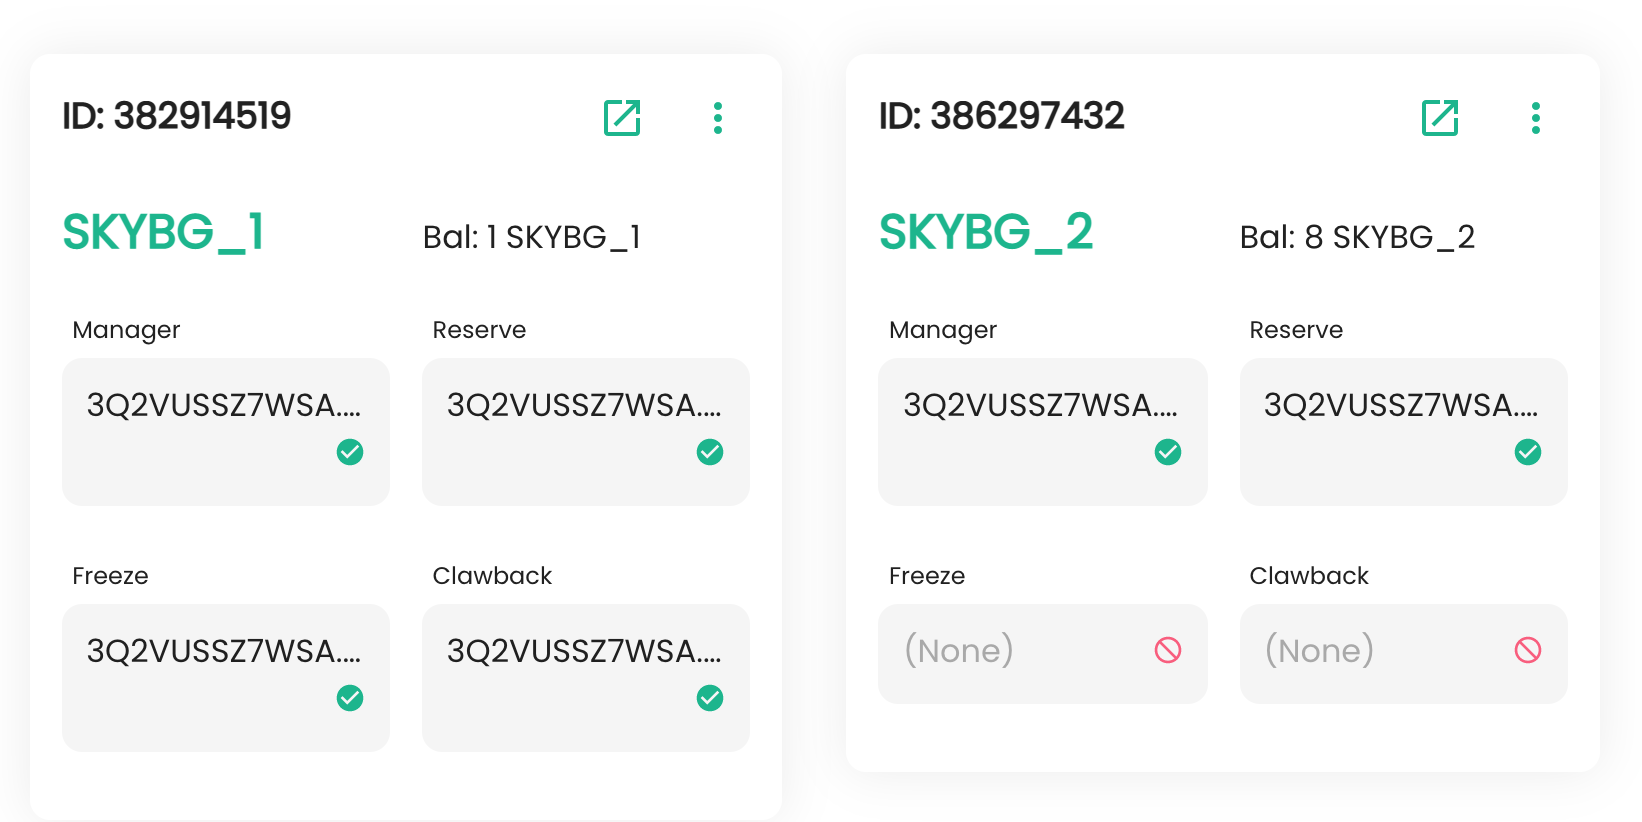 ID: 382914519
SKYBG_1
Bal: 1 SKYBG_1
Manager
Reserve
3Q2VUSSZ7WSA....
3Q2VUSSZ7WSA....
Freeze
Clawback
3Q2VUSSZ7WSA....
3Q2VUSSZ7WSA....
ID: 386297432
SKYBG_2
Bal: 8 SKYBG_2
Manager
Reserve
3Q2VUSSZ7WSA....
3Q2VUSSZ7WSA....
Freeze
Clawback
(None)
(None)